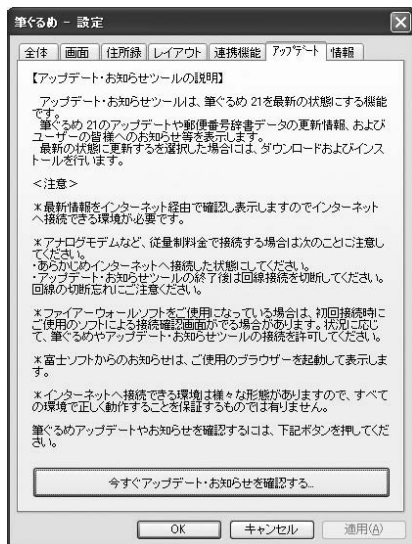 筆ぐるめ - 設定
全体 画面 住所録 レイアウト 連携機能 アップデート 情報
【アップデート・お知らせツールの説明】
アップデート・お知らせツールは、筆ぐるめ 21を最新の状態にする機能
です。
筆ぐるめ 21のアップデートや郵便番号辞書データの更新情報、および
ユーザーの皆様へのお知らせ等を表示します。
最新の状態に更新するを選択した場合には、ダウンロードおよびインス
トールを行います。
＜注意＞
＊最新情報をインターネット経由で確認し表示しますのでインターネット
へ接続できる環境が必要です。
＊アナログモデムなど、従量制料金で接続する場合は次のことに注意し
てください。
・あらかじめインターネットへ接続した状態にしてください。
・アップデート・お知らせツールの終了後は回線接続を切断してください。
回線の切断忘れにご注意ください。
＊ファイアーウォールソフトをご使用になっている場合は、初回接続時に
ご使用のソフトによる接続確認画面がでる場合があります。状況に応じ
て、筆ぐるめやアップデート・お知らせツールの接続を許可してください。
＊富士ソフトからのお知らせは、ご使用のブラウザーを起動して表示しま
す。
＊インターネットへ接続できる環境は様々な形態がありますので、すべて
の環境で正しく動作することを保証するものではありません。
筆ぐるめアップデートやお知らせを確認するには、下記ボタンを押してくだ
さい。
今すぐアップデート・お知らせを確認する...
OK キャンセル 適用(A)